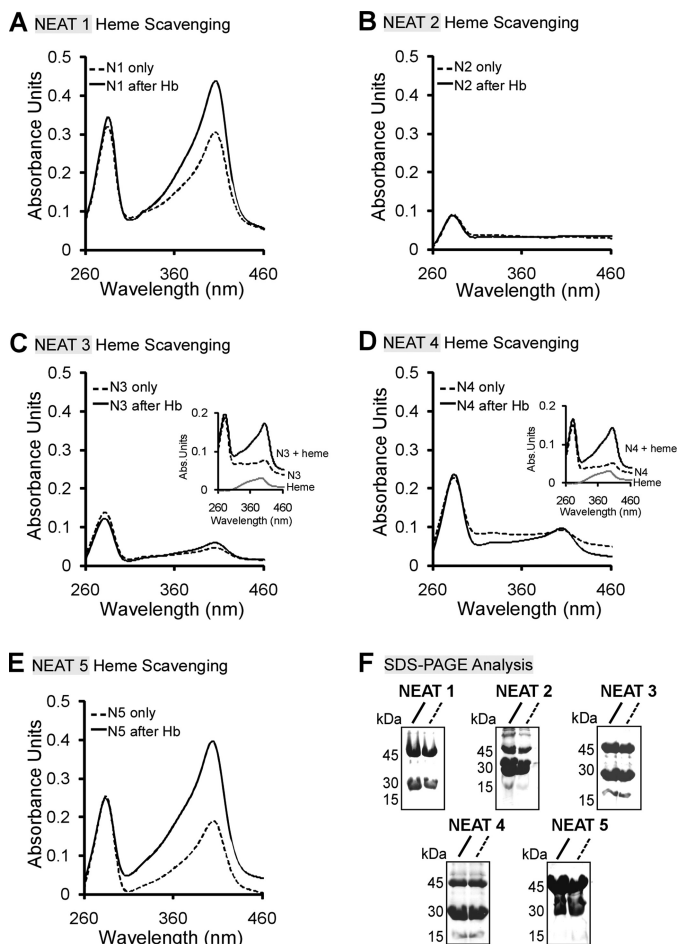 A NEAT 1 Heme Scavenging
N1 only
N1 after Hb
Absorbance Units
0.5
0.4
0.3
0.2
0.1
0
260 360 460
Wavelength (nm)
B NEAT 2 Heme Scavenging
N2 only
N2 after Hb
Absorbance Units
0.5
0.4
0.3
0.2
0.1
0
260 360 460
Wavelength (nm)
C NEAT 3 Heme Scavenging
N3 only
N3 after Hb
Absorbance Units
0.5
0.4
0.3
0.2
0.1
0
260 360 460
Wavelength (nm)
Abs.Units
0.2
0.1
0
N3 + heme
N3
Heme
260 360 460
Wavelength (nm)
D NEAT 4 Heme Scavenging
N4 only
N4 after Hb
Absorbance Units
0.5
0.4
0.3
0.2
0.1
0
260 360 460
Wavelength (nm)
Abs.Units
0.2
0.1
0
N4 + heme
N4
Heme
260 360 460
Wavelength (nm)
E NEAT 5 Heme Scavenging
N5 only
N5 after Hb
Absorbance Units
0.5
0.4
0.3
0.2
0.1
0
260 360 460
Wavelength (nm)
F SDS-PAGE Analysis
NEAT 1
kDa
45
30
15
NEAT 2
kDa
45
30
15
NEAT 3
kDa
45
30
15
NEAT 4
kDa
45
30
15
NEAT 5
kDa
45
30
15